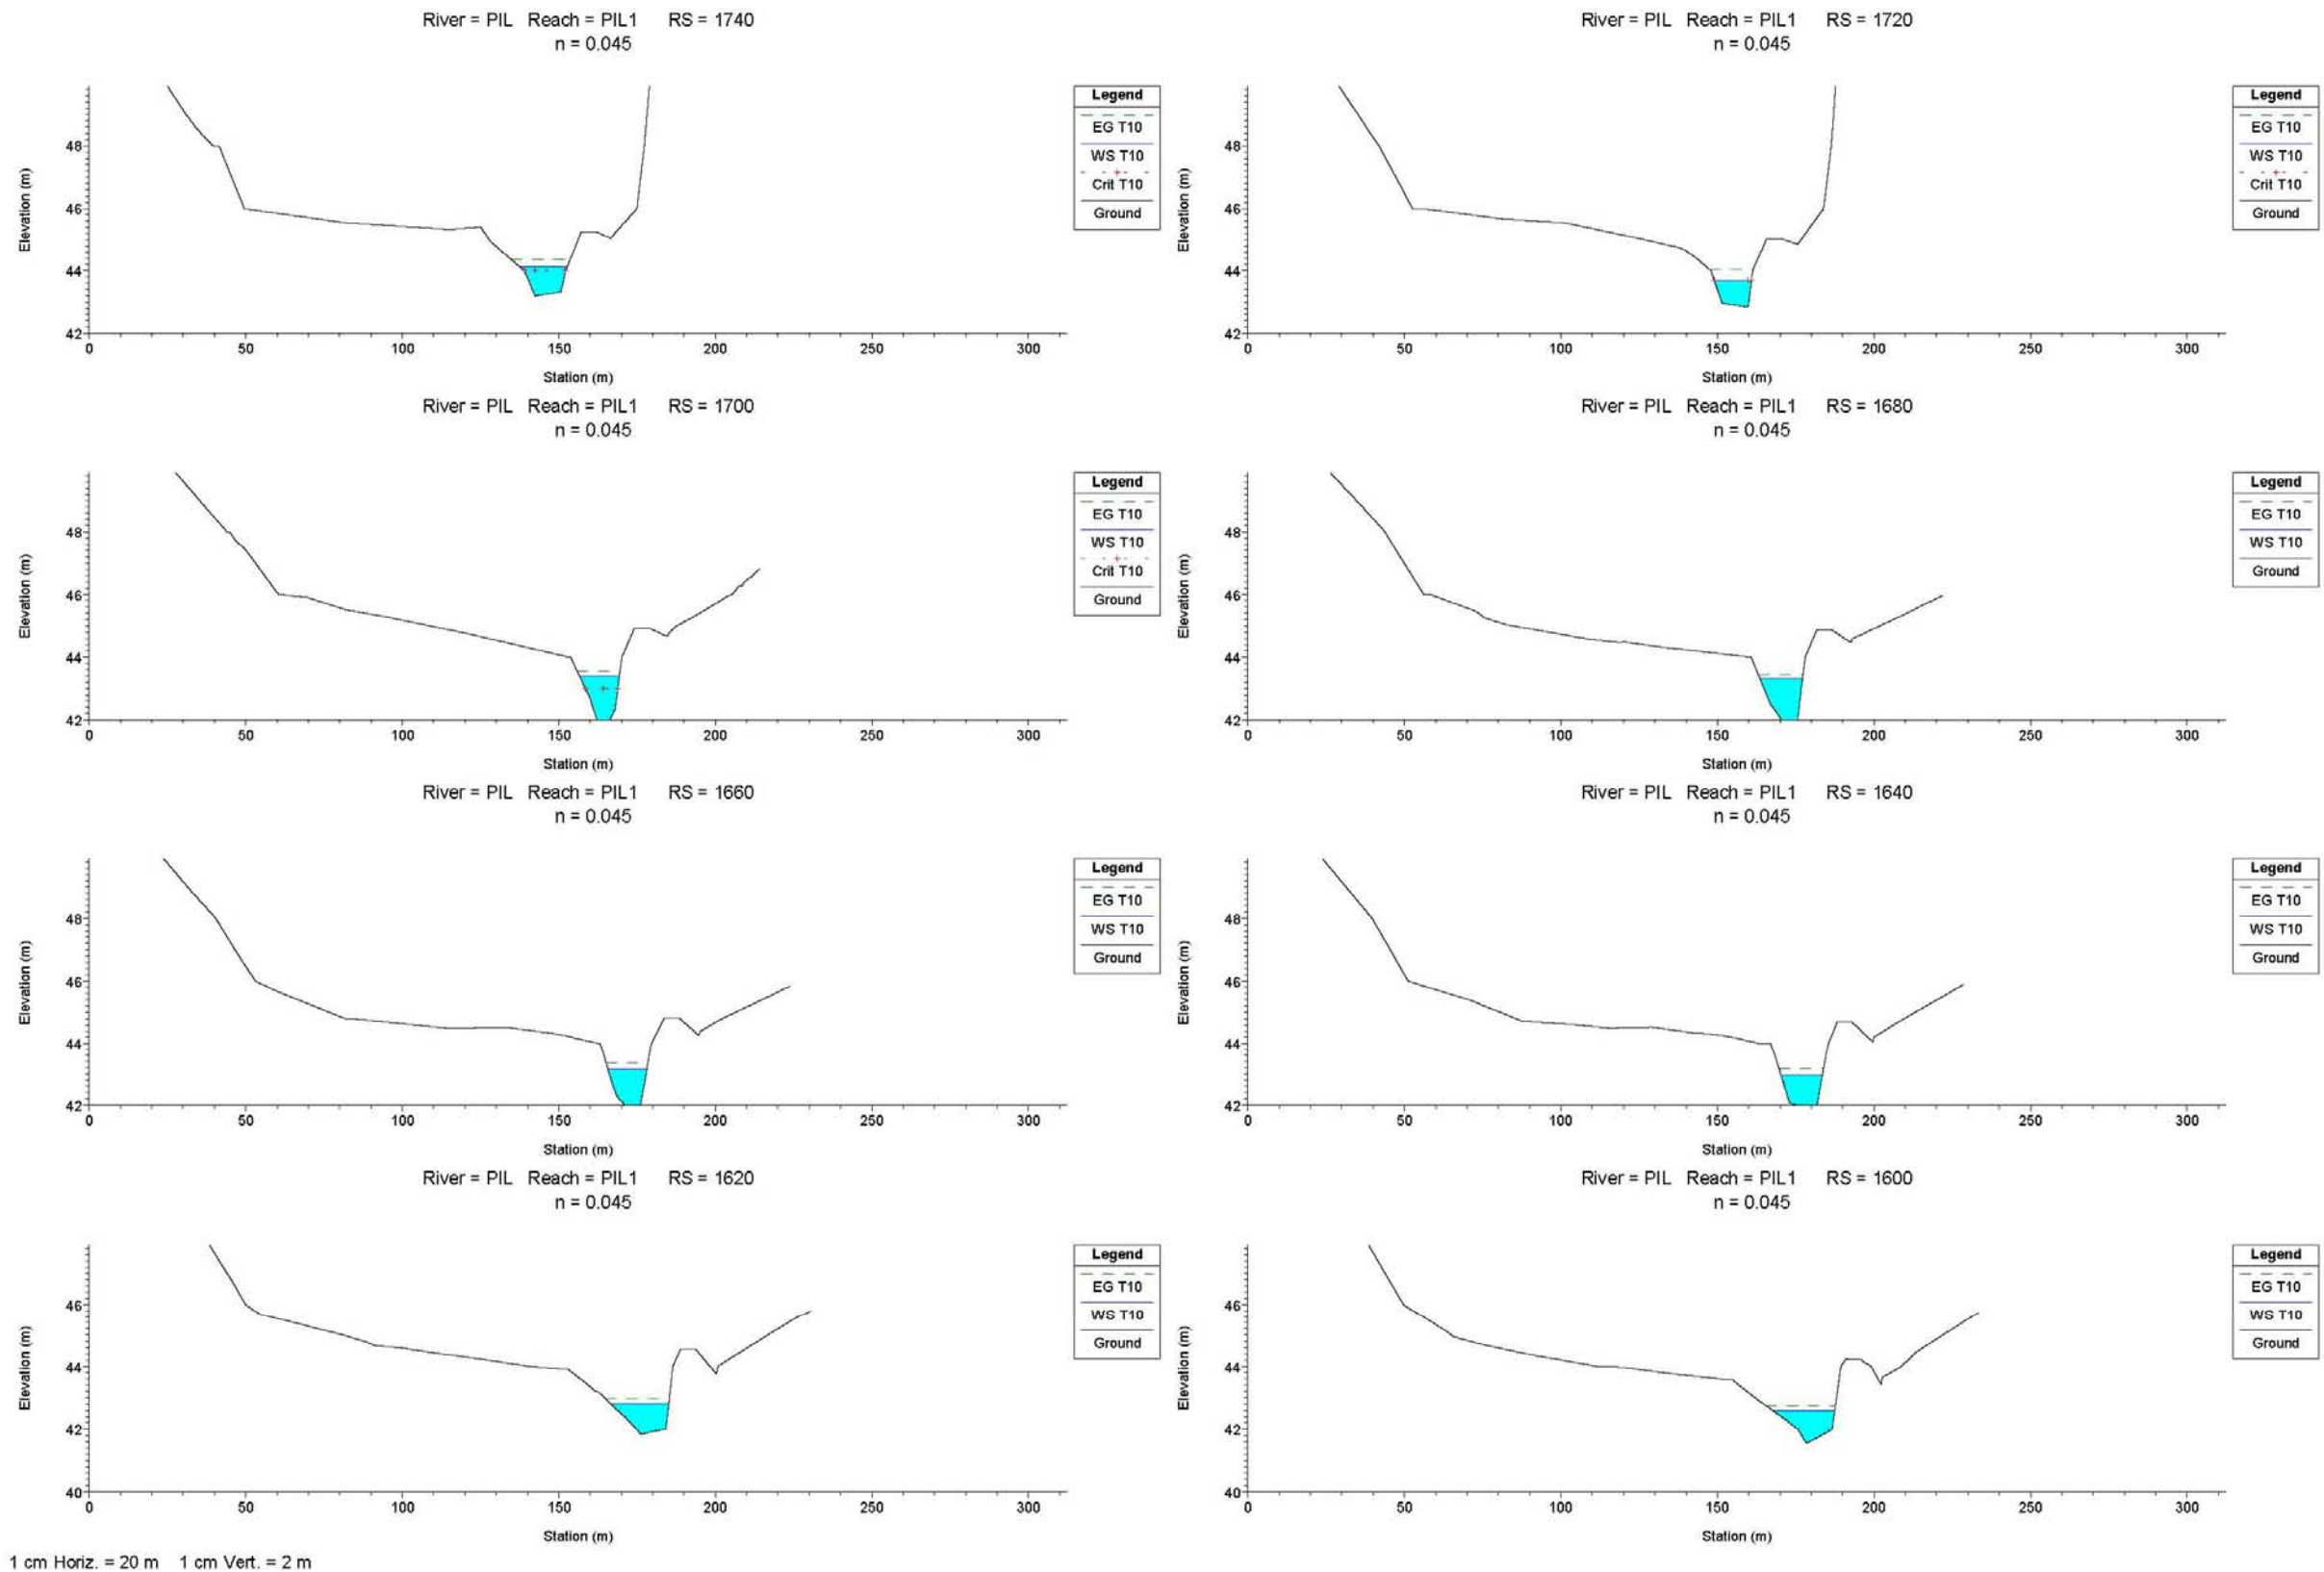 River = PIL Reach = PIL1 RS = 1740
n = 0.045
Elevation (m)
48
46
44
42
0 50 100 150 200 250 300
Station (m)
Legend
EG T10
WS T10
Crit T10
Ground
River = PIL Reach = PIL1 RS = 1720
n = 0.045
Elevation (m)
48
46
44
42
0 50 100 150 200 250 300
Station (m)
Legend
EG T10
WS T10
Crit T10
Ground
River = PIL Reach = PIL1 RS = 1700
n = 0.045
Elevation (m)
48
46
44
42
0 50 100 150 200 250 300
Station (m)
Legend
EG T10
WS T10
Crit T10
Ground
River = PIL Reach = PIL1 RS = 1680
n = 0.045
Elevation (m)
48
46
44
42
0 50 100 150 200 250 300
Station (m)
Legend
EG T10
WS T10
Ground
River = PIL Reach = PIL1 RS = 1660
n = 0.045
Elevation (m)
48
46
44
42
0 50 100 150 200 250 300
Station (m)
Legend
EG T10
WS T10
Ground
River = PIL Reach = PIL1 RS = 1640
n = 0.045
Elevation (m)
48
46
44
42
0 50 100 150 200 250 300
Station (m)
Legend
EG T10
WS T10
Ground
River = PIL Reach = PIL1 RS = 1620
n = 0.045
Elevation (m)
46
44
42
40
0 50 100 150 200 250 300
Station (m)
Legend
EG T10
WS T10
Ground
River = PIL Reach = PIL1 RS = 1600
n = 0.045
Elevation (m)
46
44
42
40
0 50 100 150 200 250 300
Station (m)
Legend
EG T10
WS T10
Ground
1 cm Horiz. = 20 m 1 cm Vert. = 2 m